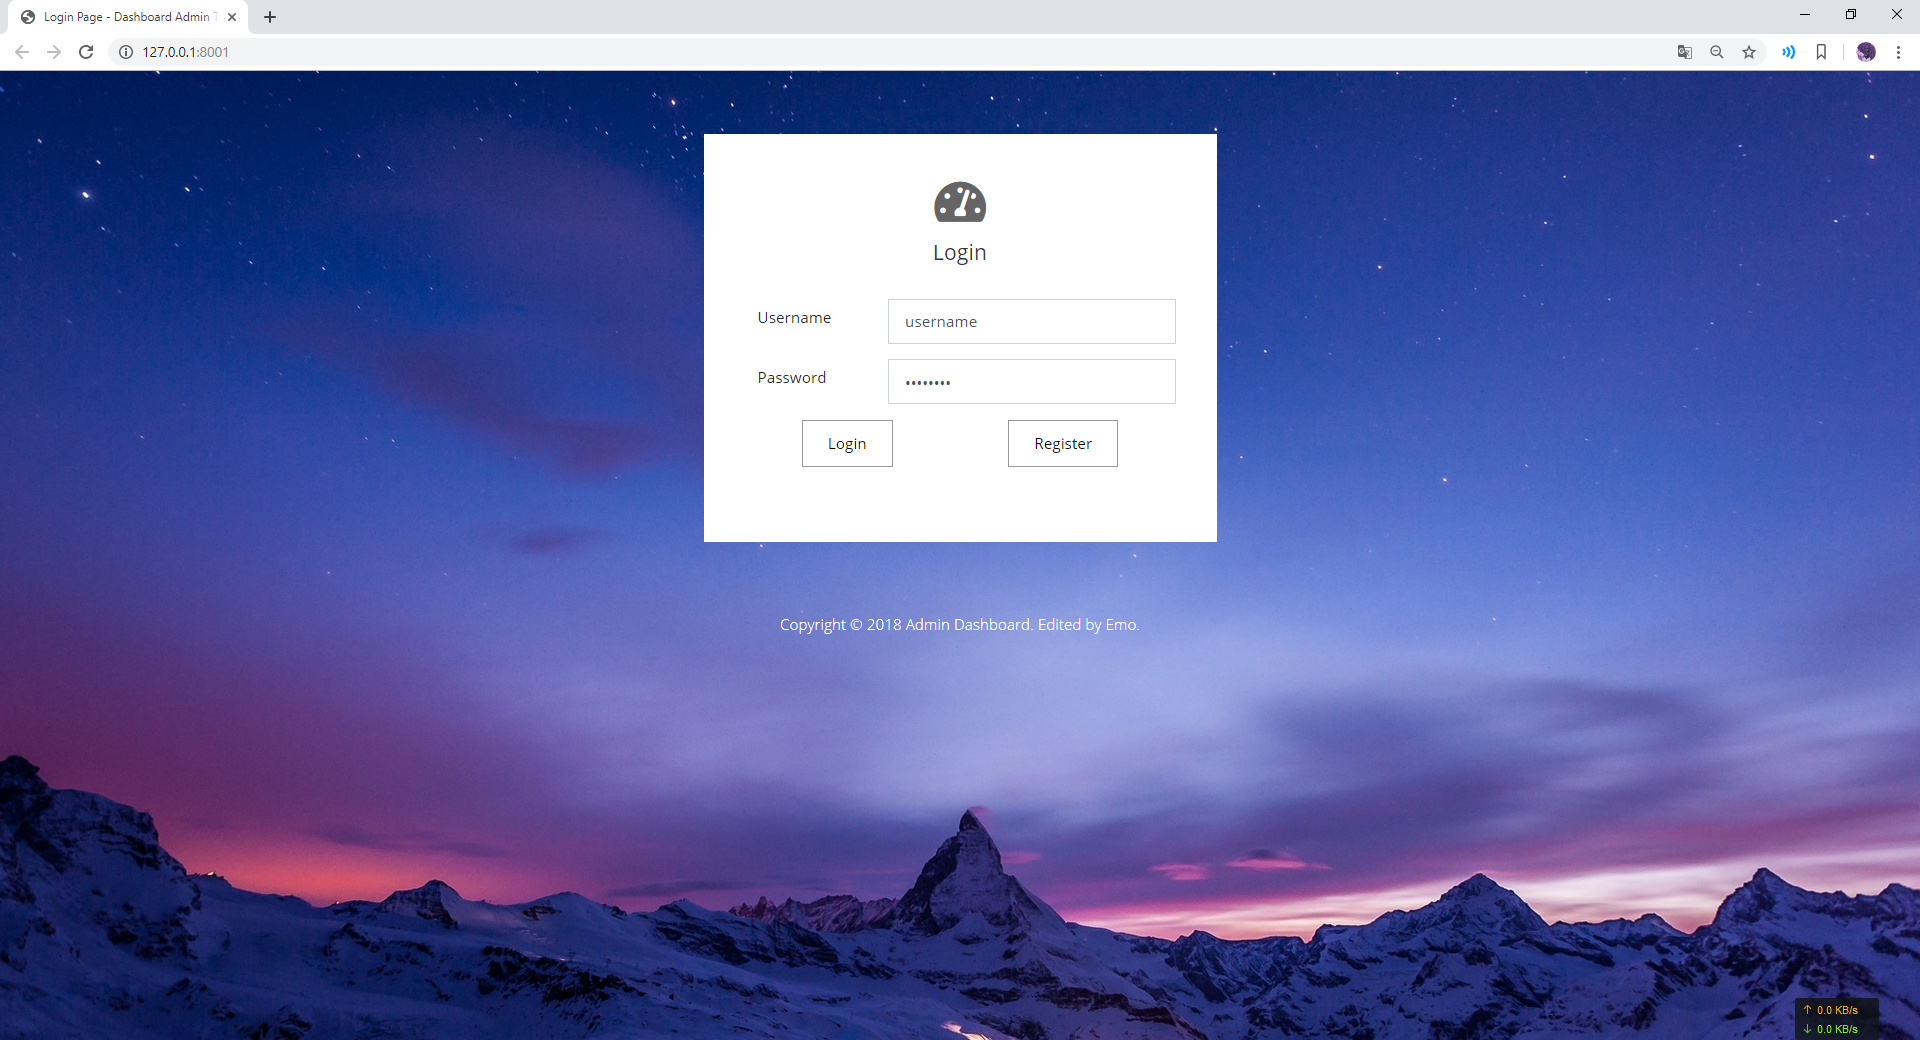 Login Page - Dashboard Admin
127.0.0.1:8001
Login
Username
username
Password
••••••••
Login
Register
Copyright © 2018 Admin Dashboard. Edited by Emo.
↑ 0.0 KB/s
↓ 0.0 KB/s